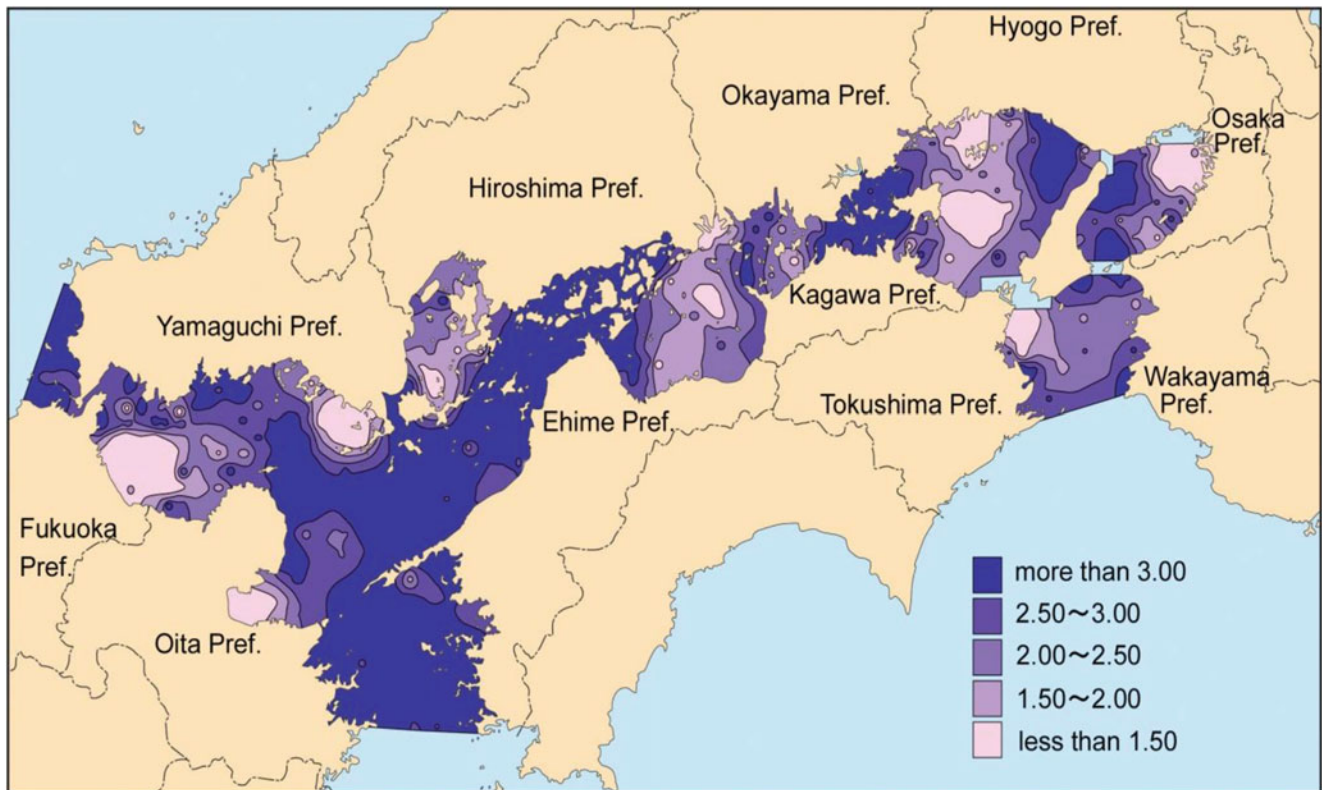 Hyogo Pref.
Okayama Pref.
Osaka
Pref.
Hiroshima Pref.
Kagawa Pref.
Yamaguchi Pref.
Wakayama
Pref.
Tokushima Pref.
Ehime Pref.
Fukuoka
Pref.
Oita Pref.
more than 3.00
2.50～3.00
2.00～2.50
1.50～2.00
less than 1.50